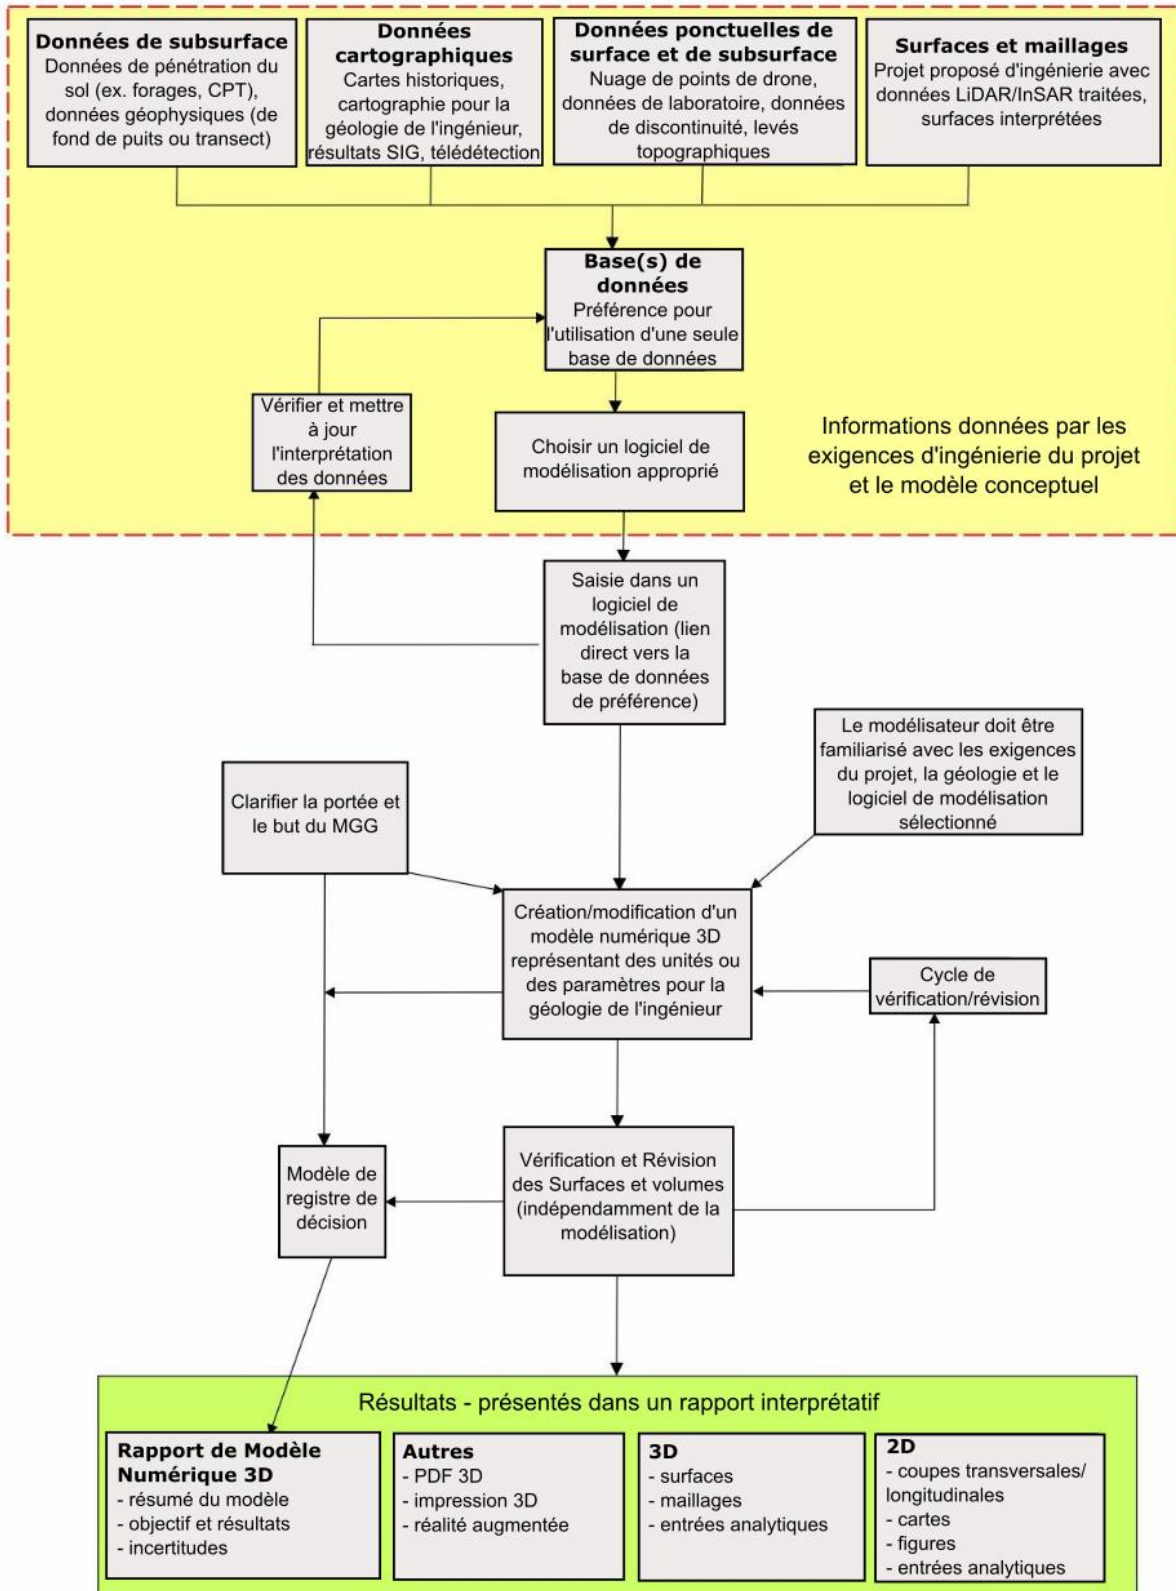 Données de subsurface
Données de pénétration du
sol (ex. forages, CPT),
données géophysiques (de
fond de puits ou transect)
Données
cartographiques
Cartes historiques,
cartographie pour la
géologie de l'ingénieur,
résultats SIG, télédétection
Données ponctuelles de
surface et de subsurface
Nuage de points de drone,
données de laboratoire, données
de discontinuité, levés
topographiques
Surfaces et maillages
Projet proposé d'ingénierie avec
données LiDAR/InSAR traitées,
surfaces interprétées
Base(s) de
données
Préférence pour
l'utilisation d'une seule
base de données
Vérifier et mettre
à jour
l'interprétation
des données
Choisir un logiciel de
modélisation approprié
Informations données par les
exigences d'ingénierie du projet
et le modèle conceptuel
Saisie dans un
logiciel de
modélisation (lien
direct vers la
base de données
de préférence)
Clarifier la portée et
le but du MGG
Le modélisateur doit être
familiarisé avec les exigences
du projet, la géologie et le
logiciel de modélisation
sélectionné
Création/modification d'un
modèle numérique 3D
représentant des unités ou
des paramètres pour la
géologie de l'ingénieur
Cycle de
vérification/révision
Modèle de
registre de
décision
Vérification et Révision
des Surfaces et volumes
(indépendamment de la
modélisation)
Résultats - présentés dans un rapport interprétatif
Rapport de Modèle
Numérique 3D
- résumé du modèle
- objectif et résultats
- incertitudes
Autres
- PDF 3D
- impression 3D
- réalité augmentée
3D
- surfaces
- maillages
- entrées analytiques
2D
- coupes transversales/
longitudinales
- cartes
- figures
- entrées analytiques